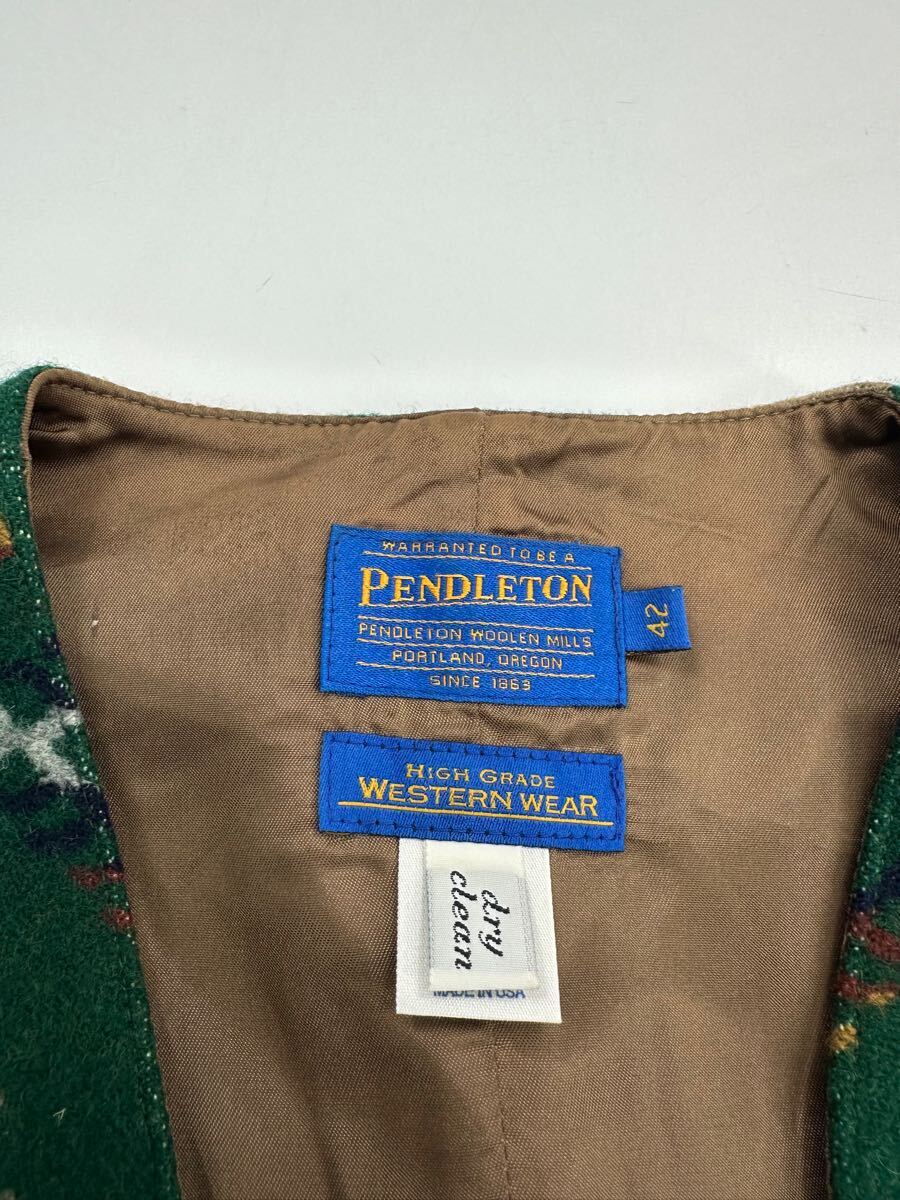 WARRANTED TO BE A
PENDLETON
PENDLETON WOOLEN MILLS
PORTLAND, OREGON
SINCE 1863
42
HIGH GRADE
WESTERN WEAR
dry
clean
MADE IN USA